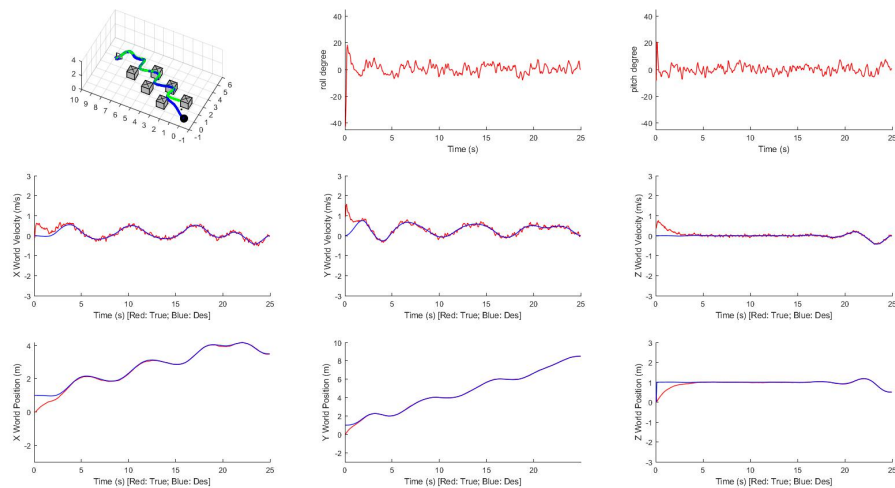 4
2
0
10 9 8 7 6 5 4 3 2 1 0 -1
-1 0 1 2 3 4 5 6
40
20
0
-20
-40
roll degree
0 5 10 15 20 25
Time (s)
40
20
0
-20
-40
pitch degree
0 5 10 15 20 25
Time (s)
3
2
1
0
-1
-2
-3
X World Velocity (m/s)
0 5 10 15 20 25
Time (s) [Red: True; Blue: Des]
3
2
1
0
-1
-2
-3
Y World Velocity (m/s)
0 5 10 15 20
Time (s) [Red: True; Blue: Des]
3
2
1
0
-1
-2
-3
Z World Velocity (m/s)
0 5 10 15 20 25
Time (s) [Red: True; Blue: Des]
4
2
0
-2
X World Position (m)
0 5 10 15 20 25
Time (s) [Red: True; Blue: Des]
10
8
6
4
2
0
-2
Y World Position (m)
0 5 10 15 20
Time (s) [Red: True; Blue: Des]
3
2
1
0
-1
-2
-3
Z World Position (m)
0 5 10 15 20 25
Time (s) [Red: True; Blue: Des]